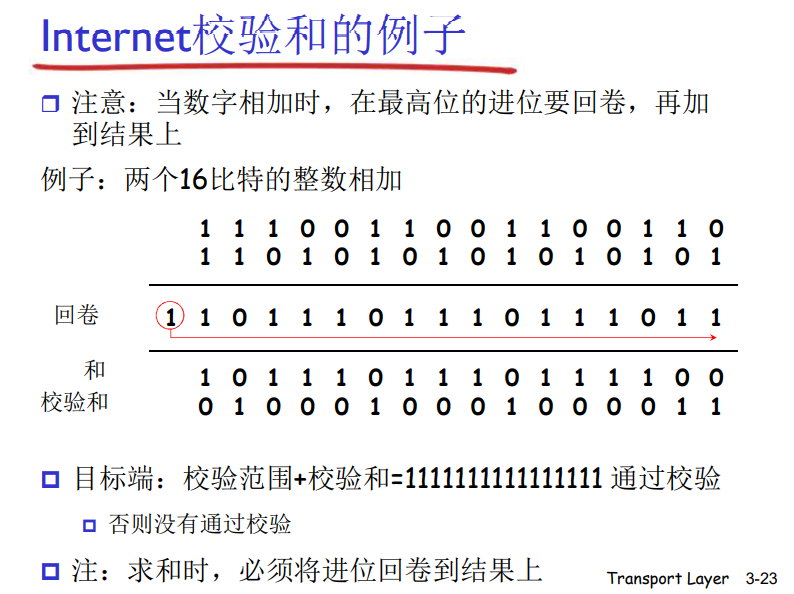 Internet校验和的例子
注意：当数字相加时，在最高位的进位要回卷，再加
到结果上
例子：两个16比特的整数相加
1 1 1 0 0 1 1 0 0 1 1 0 0 1 1 0
1 1 0 1 0 1 0 1 0 1 0 1 0 1 0 1
回卷 1 1 0 1 1 1 0 1 1 1 0 1 1 1 0 1 1
和 1 0 1 1 1 0 1 1 1 0 1 1 1 1 0 0
校验和 0 1 0 0 0 1 0 0 0 1 0 0 0 0 1 1
目标端：校验范围+校验和=1111111111111111 通过校验
否则没有通过校验
注：求和时，必须将进位回卷到结果上
Transport Layer 3-23